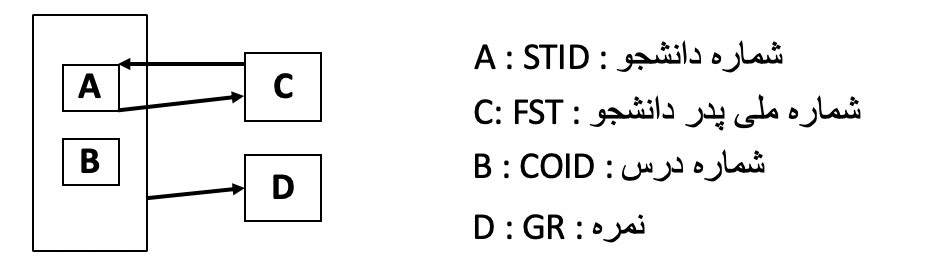 A
B
C
D
A : STID : شماره دانشجو
C: FST : شماره ملی پدر دانشجو
B : COID : شماره درس
D : GR : نمره